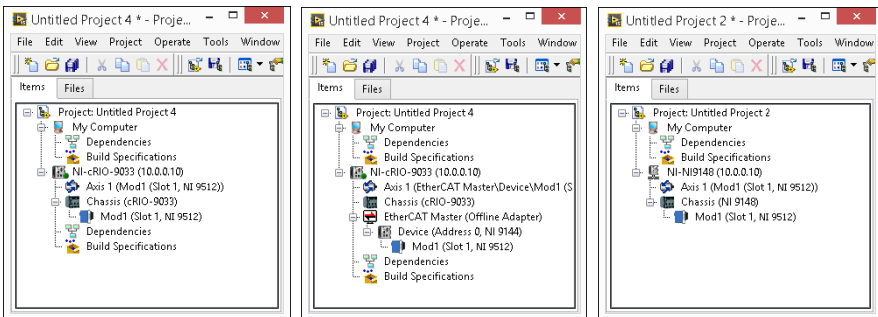 Untitled Project 4 * - Proje...
File Edit View Project Operate Tools Window
Items Files
Project: Untitled Project 4
My Computer
Dependencies
Build Specifications
NI-cRIO-9033 (10.0.0.10)
Axis 1 (Mod1 (Slot 1, NI 9512))
Chassis (cRIO-9033)
Mod1 (Slot 1, NI 9512)
Dependencies
Build Specifications
Untitled Project 4 * - Proje...
File Edit View Project Operate Tools Window
Items Files
Project: Untitled Project 4
My Computer
Dependencies
Build Specifications
NI-cRIO-9033 (10.0.0.10)
Axis 1 (EtherCAT Master\Device\Mod1 (S
Chassis (cRIO-9033)
EtherCAT Master (Offline Adapter)
Device (Address 0, NI 9144)
Mod1 (Slot 1, NI 9512)
Dependencies
Build Specifications
Untitled Project 2 * - Proje...
File Edit View Project Operate Tools Window
Items Files
Project: Untitled Project 2
My Computer
Dependencies
Build Specifications
NI-NI9148 (10.0.0.10)
Axis 1 (Mod1 (Slot 1, NI 9512))
Chassis (NI 9148)
Mod1 (Slot 1, NI 9512)